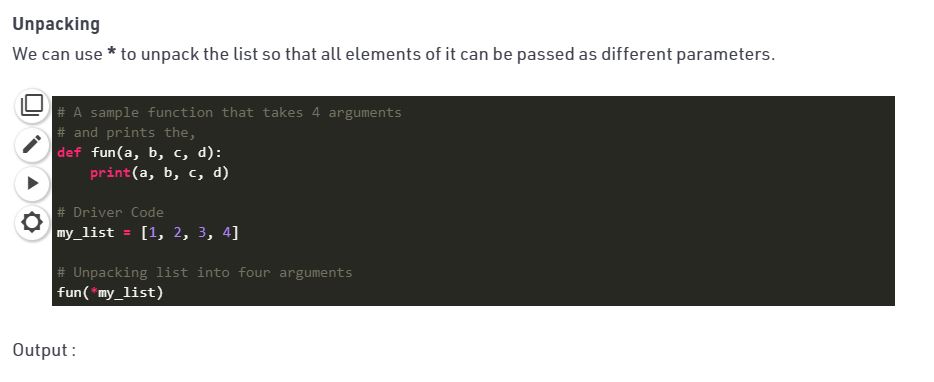 Unpacking
We can use * to unpack the list so that all elements of it can be passed as different parameters.
# A sample function that takes 4 arguments
# and prints the,
def fun(a, b, c, d):
    print(a, b, c, d)
# Driver Code
my_list = [1, 2, 3, 4]
# Unpacking list into four arguments
fun(*my_list)
Output :